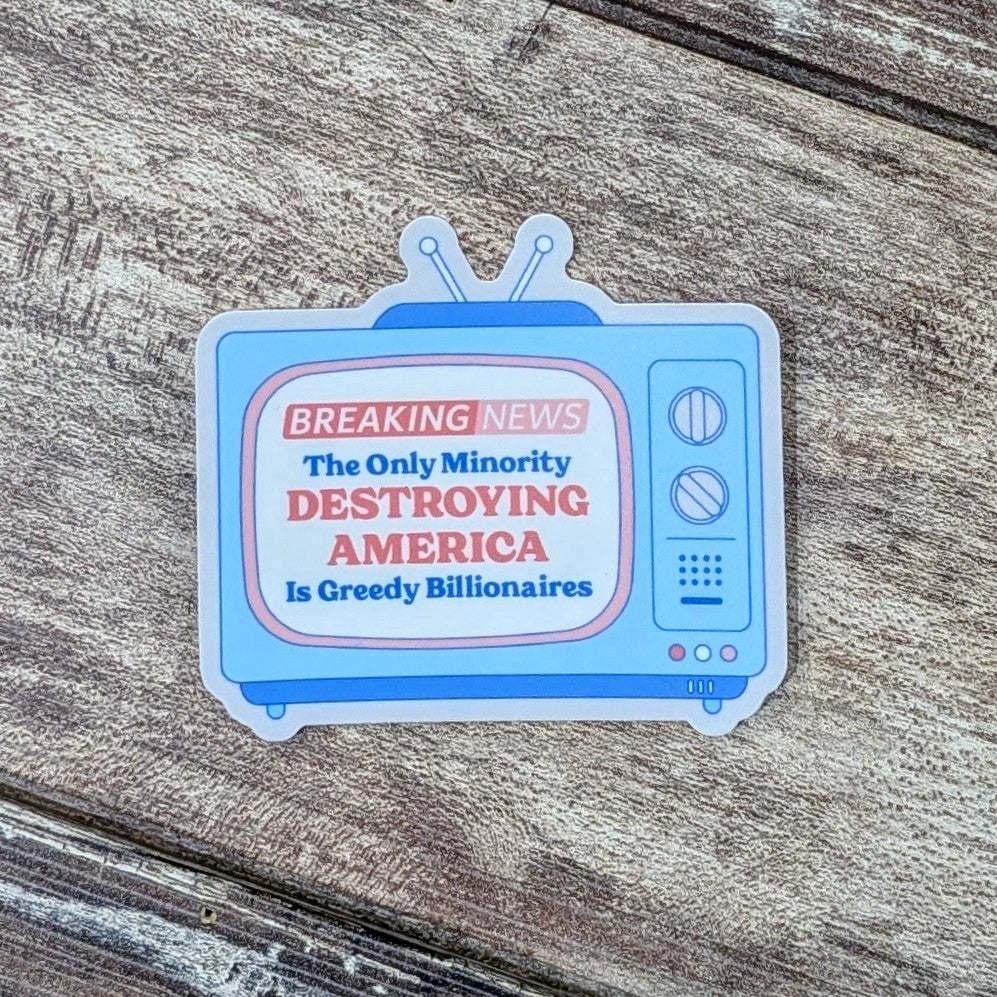 BREAKING NEWS
The Only Minority
DESTROYING
AMERICA
Is Greedy Billionaires